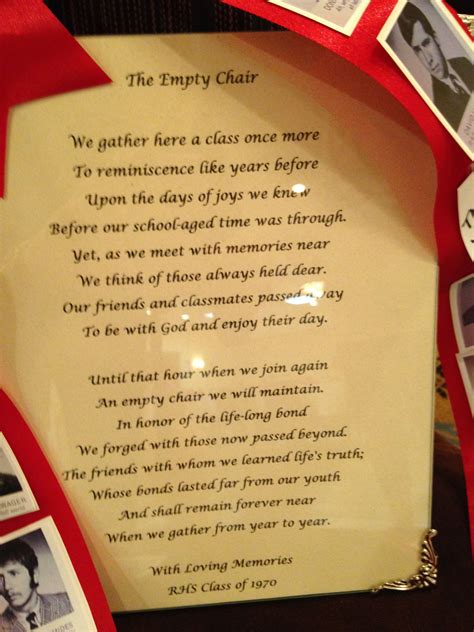 The Empty Chair
We gather here a class once more
To reminiscence like years before
Upon the days of joys we knew
Before our school-aged time was through.
Yet, as we meet with memories near
We think of those always held dear.
Our friends and classmates passed away
To be with God and enjoy their day.
Until that hour when we join again
An empty chair we will maintain.
In honor of the life-long bond
We forged with those now passed beyond.
The friends with whom we learned life's truth;
Whose bonds lasted far from our youth
And shall remain forever near
When we gather from year to year.
With Loving Memories
RHS Class of 1970